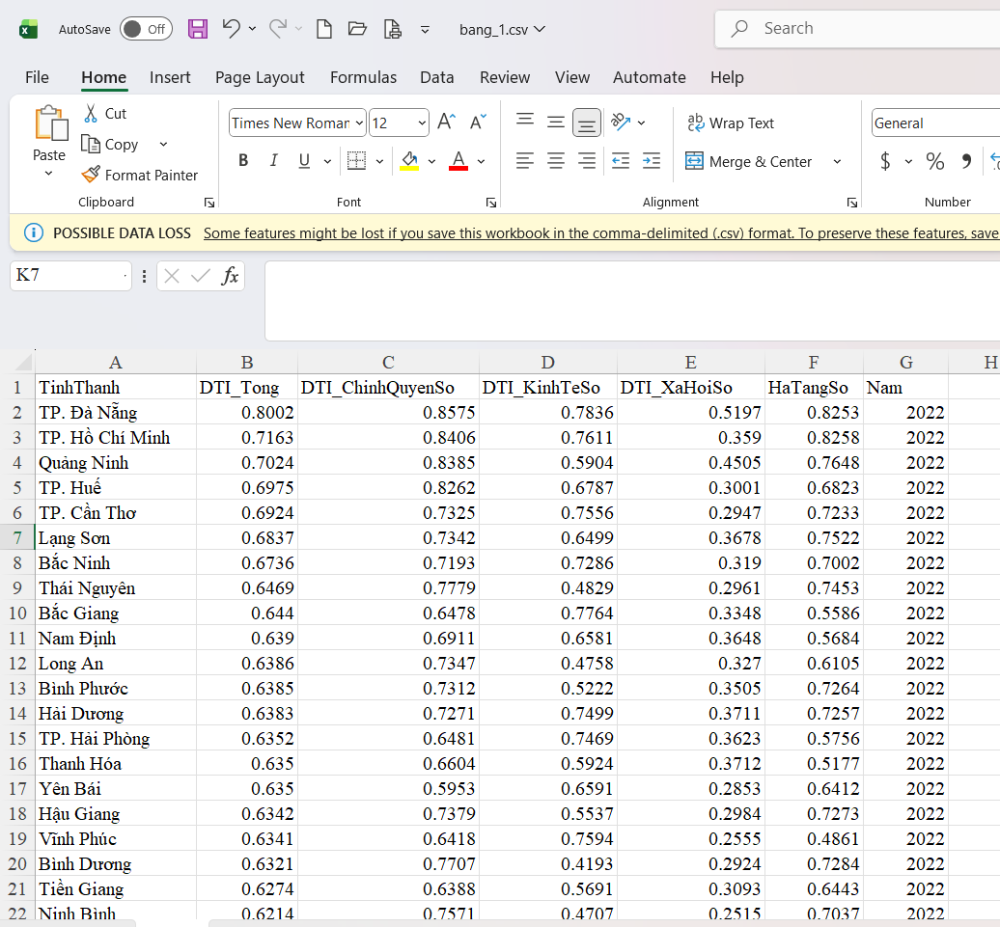 AutoSave Off bang_1.csv Search
File Home Insert Page Layout Formulas Data Review View Automate Help
Paste Cut Copy Format Painter Clipboard
Times New Roman 12 B I U A Font
Wrap Text Merge & Center Alignment
General $ % Number
POSSIBLE DATA LOSS Some features might be lost if you save this workbook in the comma-delimited (.csv) format. To preserve these features, save
K7 fx
A B C D E F G H
1 TinhThanh DTI_Tong DTI_ChinhQuyenSo DTI_KinhTeSo DTI_XaHoiSo HaTangSo Nam
2 TP. Đà Nẵng 0.8002 0.8575 0.7836 0.5197 0.8253 2022
3 TP. Hồ Chí Minh 0.7163 0.8406 0.7611 0.359 0.8258 2022
4 Quảng Ninh 0.7024 0.8385 0.5904 0.4505 0.7648 2022
5 TP. Huế 0.6975 0.8262 0.6787 0.3001 0.6823 2022
6 TP. Cần Thơ 0.6924 0.7325 0.7556 0.2947 0.7233 2022
7 Lạng Sơn 0.6837 0.7342 0.6499 0.3678 0.7522 2022
8 Bắc Ninh 0.6736 0.7193 0.7286 0.319 0.7002 2022
9 Thái Nguyên 0.6469 0.7779 0.4829 0.2961 0.7453 2022
10 Bắc Giang 0.644 0.6478 0.7764 0.3348 0.5586 2022
11 Nam Định 0.639 0.6911 0.6581 0.3648 0.5684 2022
12 Long An 0.6386 0.7347 0.4758 0.327 0.6105 2022
13 Bình Phước 0.6385 0.7312 0.5222 0.3505 0.7264 2022
14 Hải Dương 0.6383 0.7271 0.7499 0.3711 0.7257 2022
15 TP. Hải Phòng 0.6352 0.6481 0.7469 0.3623 0.5756 2022
16 Thanh Hóa 0.635 0.6604 0.5924 0.3712 0.5177 2022
17 Yên Bái 0.635 0.5953 0.6591 0.2853 0.6412 2022
18 Hậu Giang 0.6342 0.7379 0.5537 0.2984 0.7273 2022
19 Vĩnh Phúc 0.6341 0.6418 0.7594 0.2555 0.4861 2022
20 Bình Dương 0.6321 0.7707 0.4193 0.2924 0.7284 2022
21 Tiền Giang 0.6274 0.6388 0.5691 0.3093 0.6443 2022
22 Ninh Bình 0.6214 0.7571 0.4707 0.2515 0.7037 2022